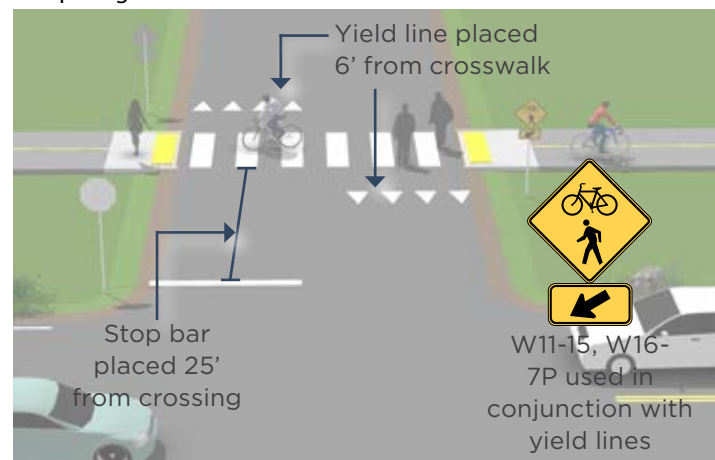 Yield line placed
6’ from crosswalk
Stop bar
placed 25’
from crossing
W11-15, W16-
7P used in
conjunction with
yield lines